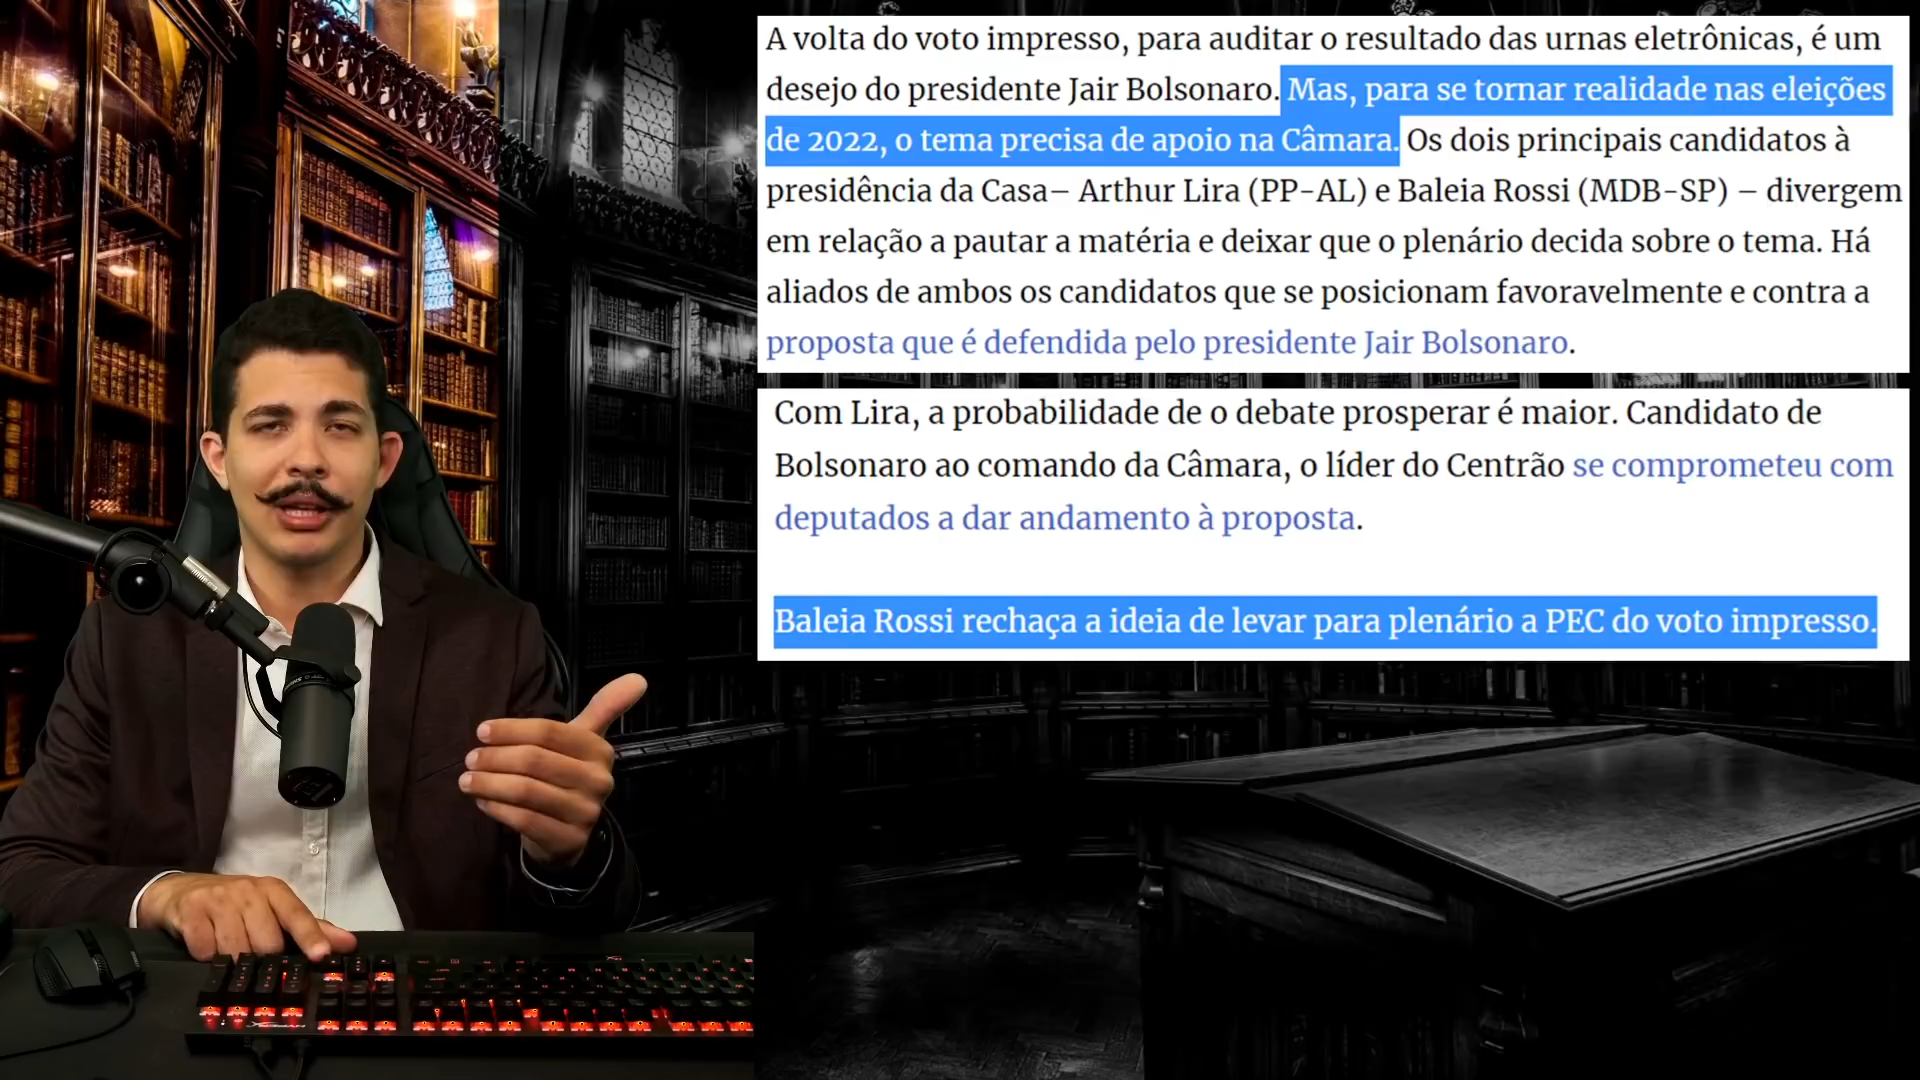 A volta do voto impresso, para auditar o resultado das urnas eletrônicas, é um
desejo do presidente Jair Bolsonaro. Mas, para se tornar realidade nas eleições
de 2022, o tema precisa de apoio na Câmara. Os dois principais candidatos à
presidência da Casa– Arthur Lira (PP-AL) e Baleia Rossi (MDB-SP) – divergem
em relação a pautar a matéria e deixar que o plenário decida sobre o tema. Há
aliados de ambos os candidatos que se posicionam favoravelmente e contra a
proposta que é defendida pelo presidente Jair Bolsonaro.
Com Lira, a probabilidade de o debate prosperar é maior. Candidato de
Bolsonaro ao comando da Câmara, o líder do Centrão se comprometeu com
deputados a dar andamento à proposta.
Baleia Rossi rechaça a ideia de levar para plenário a PEC do voto impresso.